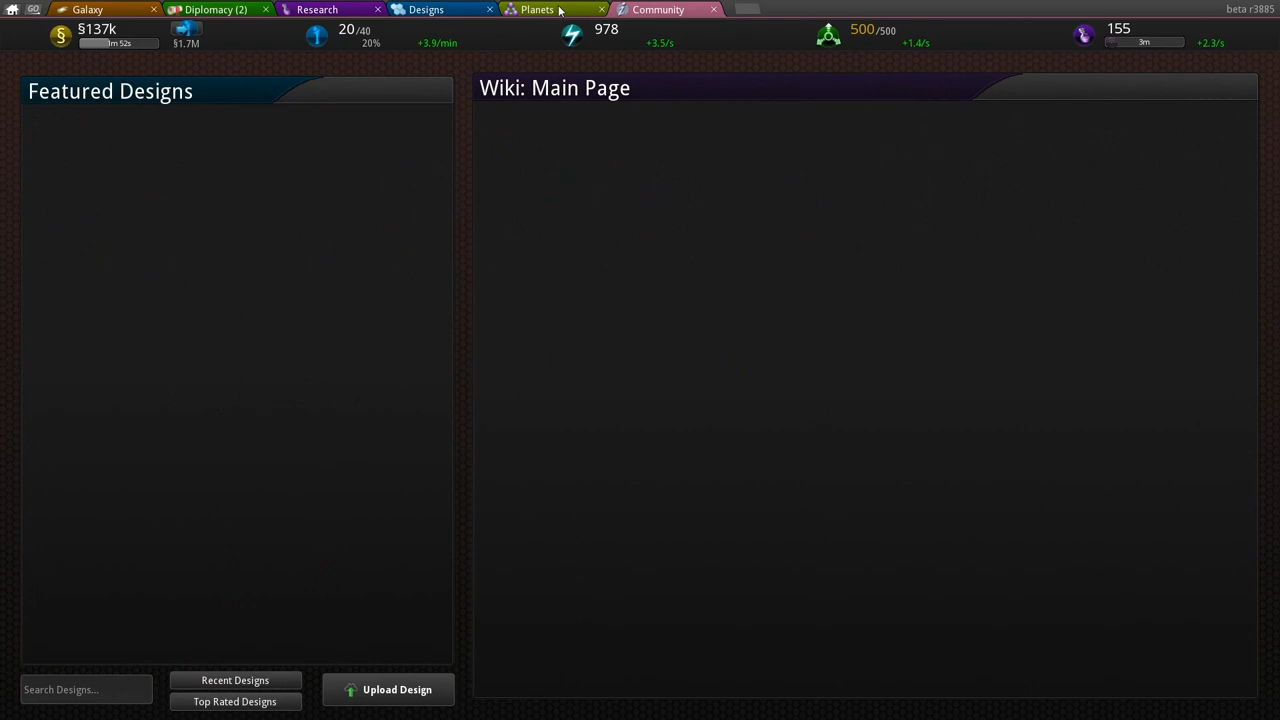 GO Galaxy Diplomacy (2) Research Designs Planets Community beta r3885
§137k 20/40 978 500/500 155
1m 52s §1.7M 20% +3.9/min +3.5/s +1.4/s 3m +2.3/s
Featured Designs
Wiki: Main Page
Search Designs...
Recent Designs
Top Rated Designs
Upload Design